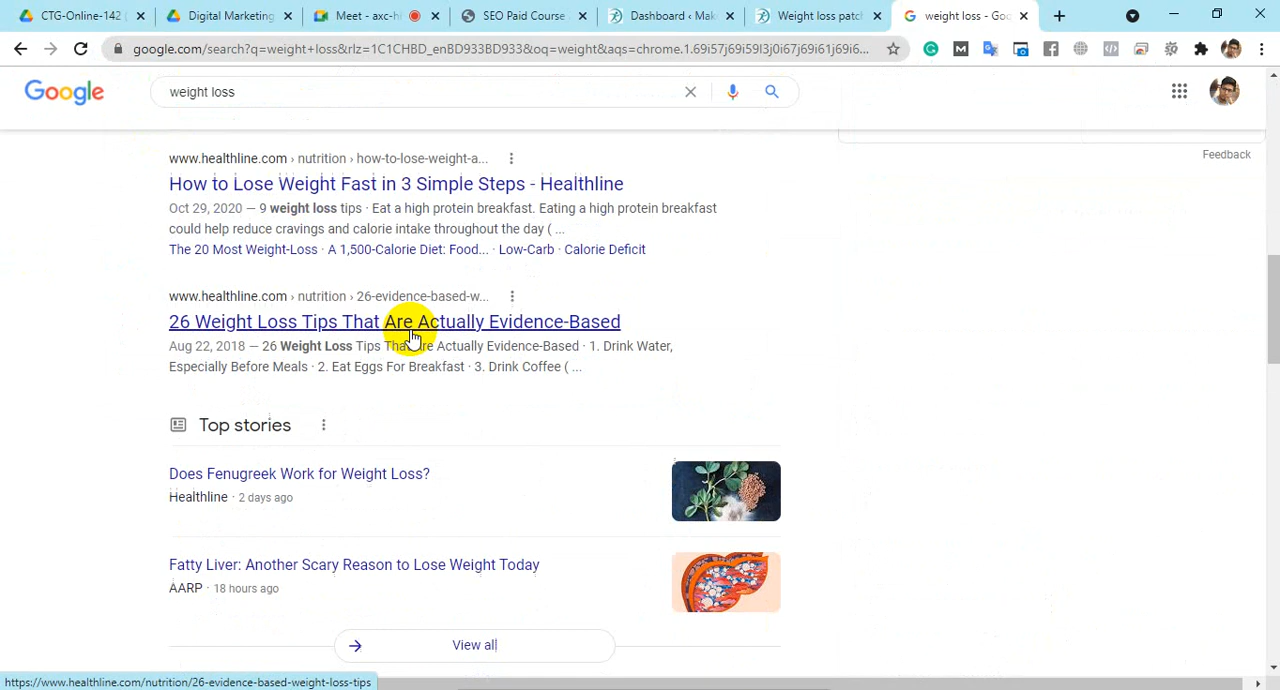 CTG-Online-142
Digital Marketing
Meet - axc-hi
SEO Paid Course
Dashboard ‹ Mak
Weight loss patch
weight loss - Goo
google.com/search?q=weight+loss&rlz=1C1CHBD_enBD933BD933&oq=weight&aqs=chrome.1.69i57j69i59l3j0i67j69i61j69i6...
Google
weight loss
Feedback
www.healthline.com › nutrition › how-to-lose-weight-a...
How to Lose Weight Fast in 3 Simple Steps - Healthline
Oct 29, 2020 — 9 weight loss tips · Eat a high protein breakfast. Eating a high protein breakfast
could help reduce cravings and calorie intake throughout the day ( ...
The 20 Most Weight-Loss · A 1,500-Calorie Diet: Food... · Low-Carb · Calorie Deficit
www.healthline.com › nutrition › 26-evidence-based-w...
26 Weight Loss Tips That Are Actually Evidence-Based
Aug 22, 2018 — 26 Weight Loss Tips That Are Actually Evidence-Based · 1. Drink Water,
Especially Before Meals · 2. Eat Eggs For Breakfast · 3. Drink Coffee ( ...
Top stories
Does Fenugreek Work for Weight Loss?
Healthline · 2 days ago
Fatty Liver: Another Scary Reason to Lose Weight Today
AARP · 18 hours ago
View all
https://www.healthline.com/nutrition/26-evidence-based-weight-loss-tips